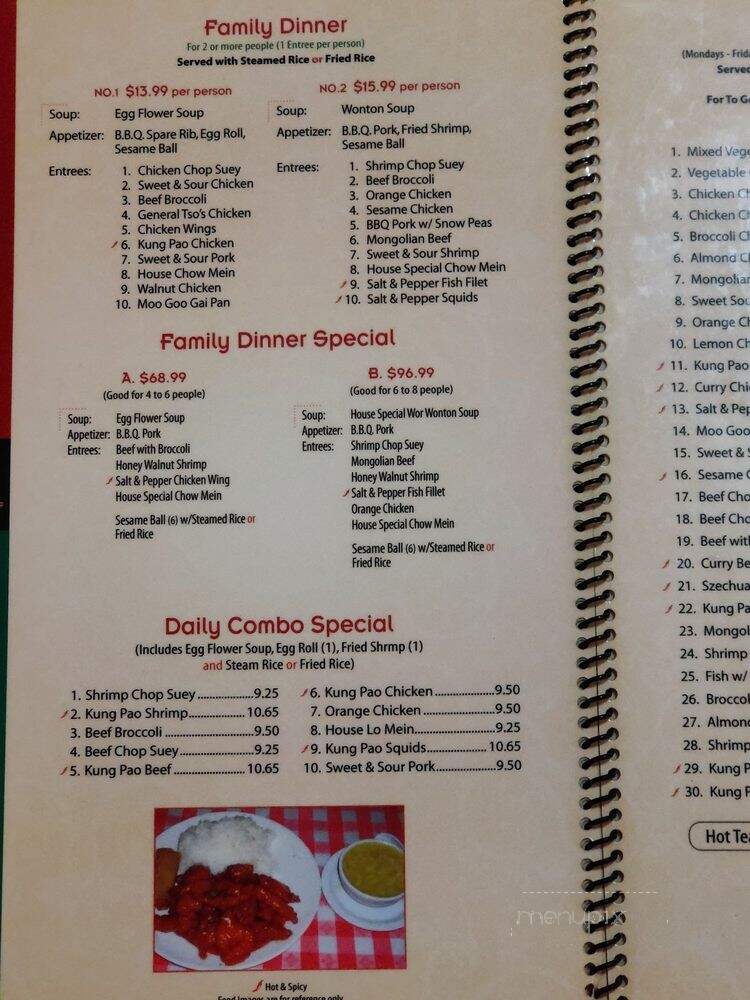 Family Dinner
For 2 or more people (1 Entree per person)
Served with Steamed Rice or Fried Rice
NO.1 $13.99 per person
Soup: Egg Flower Soup
Appetizer: B.B.Q. Spare Rib, Egg Roll,
Sesame Ball
Entrees: 1. Chicken Chop Suey
2. Sweet & Sour Chicken
3. Beef Broccoli
4. General Tso's Chicken
5. Chicken Wings
6. Kung Pao Chicken
7. Sweet & Sour Pork
8. House Chow Mein
9. Walnut Chicken
10. Moo Goo Gai Pan
NO.2 $15.99 per person
Soup: Wonton Soup
Appetizer: B.B.Q. Pork, Fried Shrimp,
Sesame Ball
Entrees: 1. Shrimp Chop Suey
2. Beef Broccoli
3. Orange Chicken
4. Sesame Chicken
5. BBQ Pork w/ Snow Peas
6. Mongolian Beef
7. Sweet & Sour Shrimp
8. House Special Chow Mein
9. Salt & Pepper Fish Filet
10. Salt & Pepper Squids
Family Dinner Special
A. $68.99
(Good for 4 to 6 people)
Soup: Egg Flower Soup
Appetizer: B.B.Q. Pork
Entrees: Beef with Broccoli
Honey Walnut Shrimp
Salt & Pepper Chicken Wing
House Special Chow Mein
Sesame Ball (6) w/Steamed Rice or
Fried Rice
B. $96.99
(Good for 6 to 8 people)
Soup: House Special Wor Wonton Soup
Appetizer: B.B.Q. Pork
Entrees: Shrimp Chop Suey
Mongolian Beef
Honey Walnut Shrimp
Salt & Pepper Fish Fillet
Orange Chicken
House Special Chow Mein
Sesame Ball (6) w/Steamed Rice or
Fried Rice
Daily Combo Special
(Includes Egg Flower Soup, Egg Roll (1), Fried Shrmp (1)
and Steam Rice or Fried Rice)
1. Shrimp Chop Suey...................9.25
2. Kung Pao Shrimp................... 10.65
3. Beef Broccoli ..............................9.50
4. Beef Chop Suey.........................9.25
5. Kung Pao Beef ........................ 10.65
6. Kung Pao Chicken ....................9.50
7. Orange Chicken ........................9.50
8. House Lo Mein...........................9.25
9. Kung Pao Squids.................... 10.65
10. Sweet & Sour Pork....................9.50
Hot & Spicy
Food Images are for reference only
(Mondays - Frida
Served
For To Go
1. Mixed Vege
2. Vegetable
3. Chicken Ch
4. Chicken C
5. Broccoli C
6. Almond C
7. Mongolian
8. Sweet Sou
9. Orange Ch
10. Lemon Ch
11. Kung Pao
12. Curry Chi
13. Salt & Pep
14. Moo Goo
15. Sweet & S
16. Sesame C
17. Beef Cho
18. Beef Cho
19. Beef with
20. Curry Be
21. Szechua
22. Kung Pa
23. Mongol
24. Shrimp
25. Fish w/
26. Broccol
27. Almond
28. Shrimp
29. Kung P
30. Kung P
Hot Tea
menupix